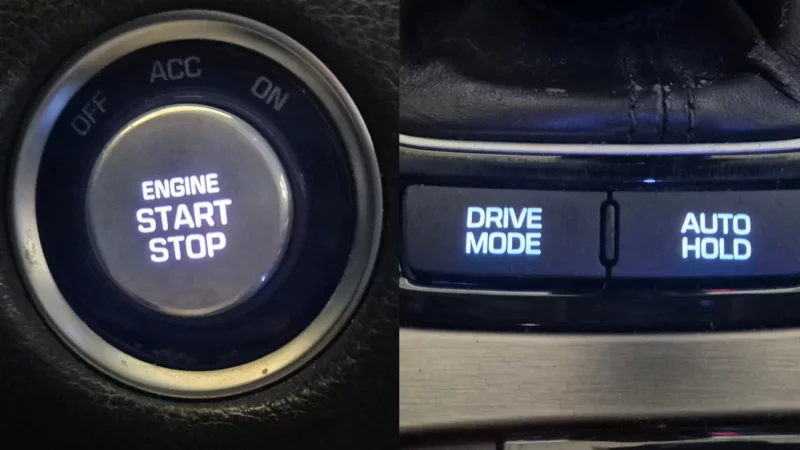 OFF
ACC
ON
ENGINE
START
STOP
DRIVE
MODE
AUTO
HOLD